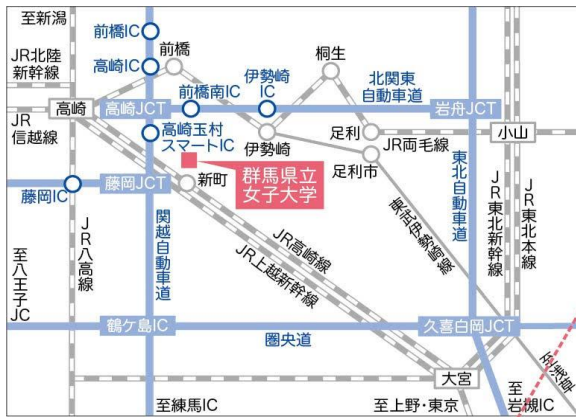 至新潟
前橋IC
前橋
桐生
JR北陸
新幹線
高崎IC
前橋南IC
伊勢崎
IC
北関東
自動車道
高崎
高崎JCT
岩舟JCT
JR
信越線
高崎玉村
スマートIC
伊勢崎
足利
JR両毛線
小山
足利市
群馬県立
女子大学
藤岡IC
藤岡JCT
新町
東北自動車道
東武伊勢崎線
JR東北新幹線
JR東北本線
JR八高線
関越自動車道
JR高崎線
JR上越新幹線
至八王子
JC
鶴ケ島IC
圏央道
久喜白岡JCT
大宮
至浅草
至練馬IC
至上野・東京
至
岩槻IC